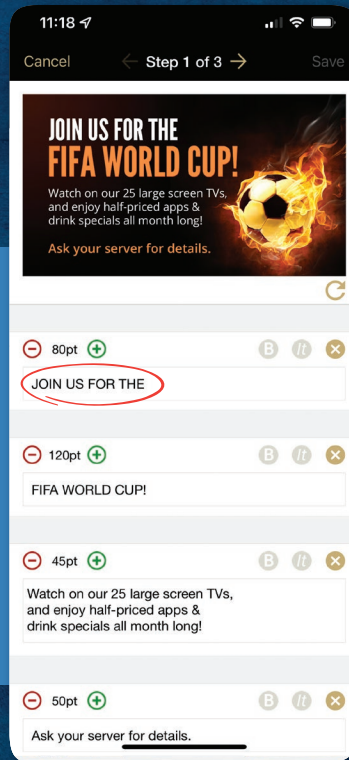 11:18
Cancel
Step 1 of 3
Save
JOIN US FOR THE
FIFA WORLD CUP!
Watch on our 25 large screen TVs,
and enjoy half-priced apps &
drink specials all month long!
Ask your server for details.
80pt
B It
JOIN US FOR THE
120pt
B It
FIFA WORLD CUP!
45pt
B It
Watch on our 25 large screen TVs,
and enjoy half-priced apps &
drink specials all month long!
50pt
B It
Ask your server for details.